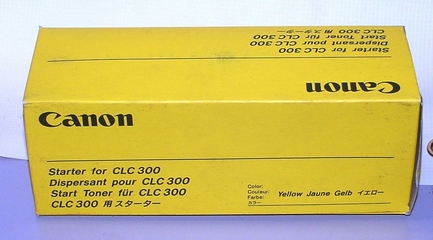 Starter for CLC 300
Dispersant pour CLC 300
Start Toner für CLC 300
CLC 300 用スターター
Canon
Canon
Starter for CLC 300
Dispersant pour CLC 300
Start Toner für CLC 300
CLC 300 用スターター
Color:
Couleur:
Farbe:
カラー
Yellow Jaune Gelb イエロー